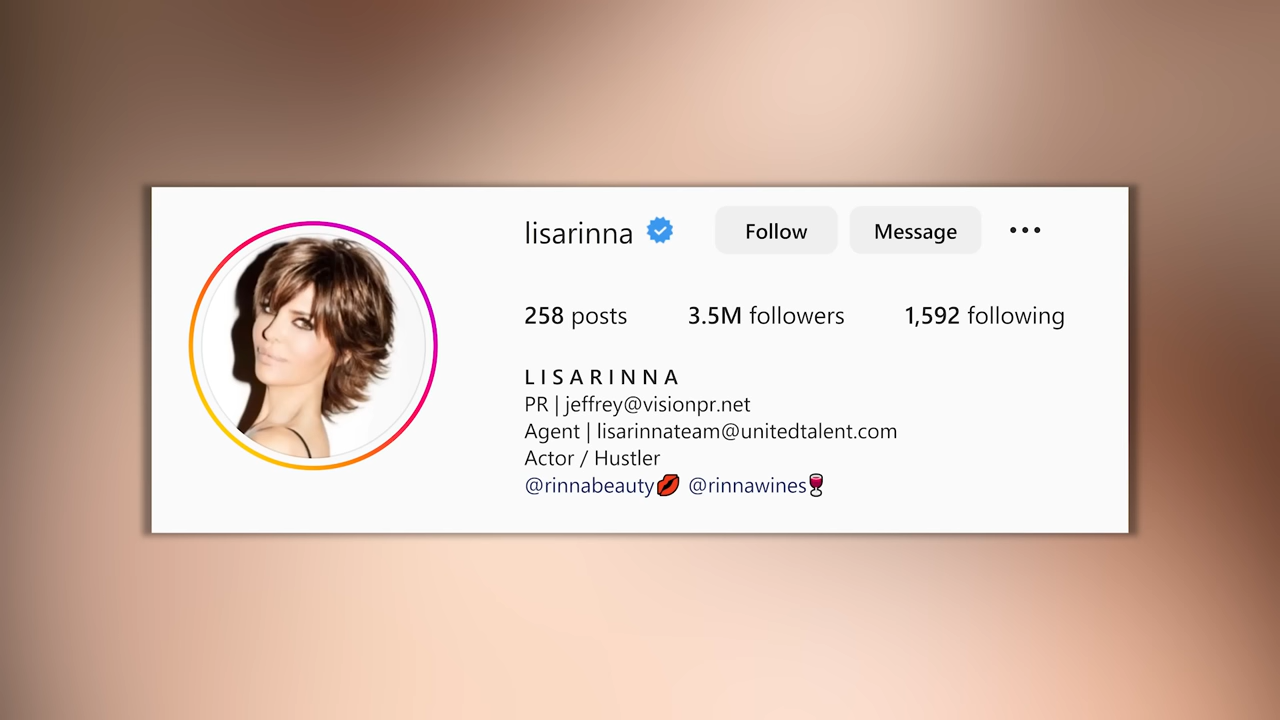 lisarinna Follow Message
258 posts 3.5M followers 1,592 following
LISARINNA
PR | jeffrey@visionpr.net
Agent | lisarinnateam@unitedtalent.com
Actor / Hustler
@rinnabeauty💋 @rinnawines🍷